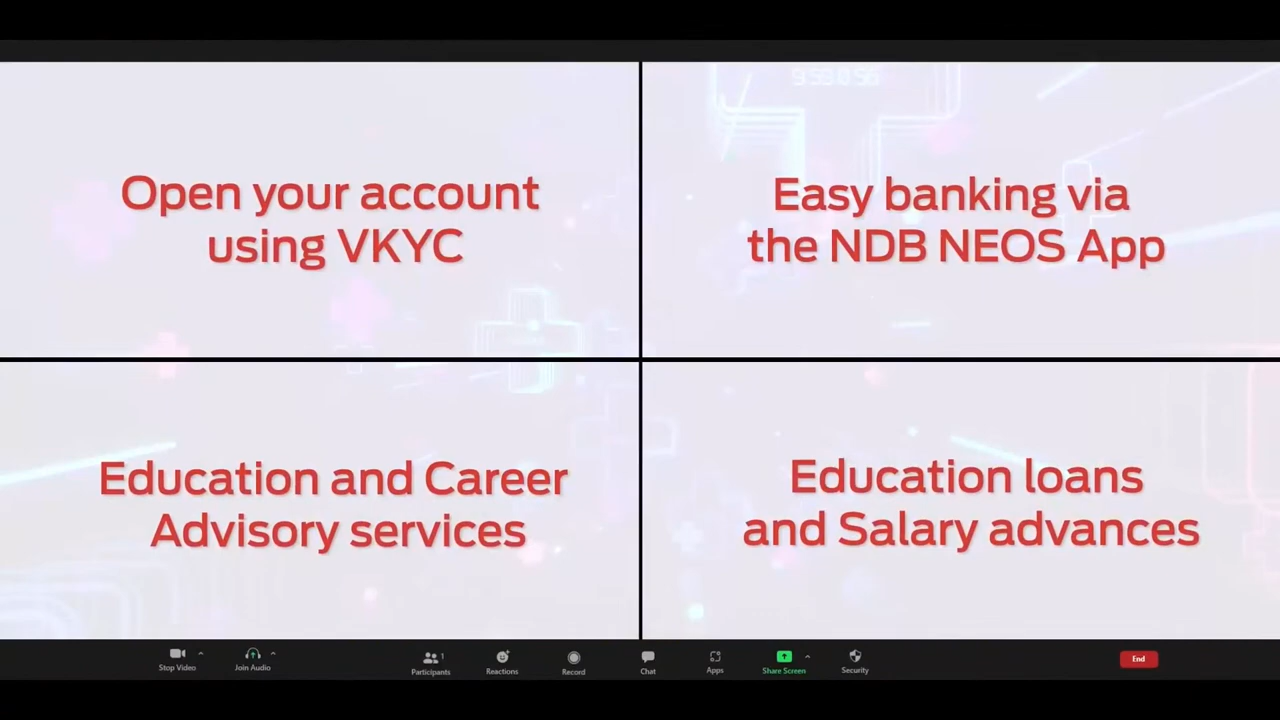 Open your account
using VKYC
Easy banking via
the NDB NEOS App
Education and Career
Advisory services
Education loans
and Salary advances
Stop Video
Join Audio
1
Participants
Reactions
Record
Chat
Apps
Share Screen
Security
End